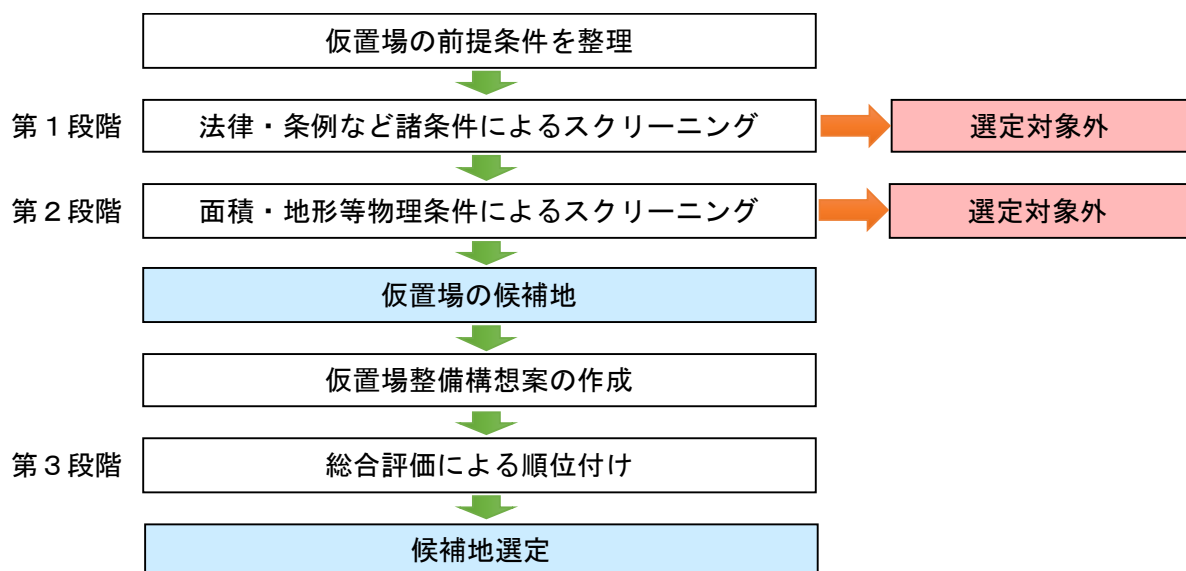 仮置場の前提条件を整理
第１段階
法律・条例など諸条件によるスクリーニング
選定対象外
第２段階
面積・地形等物理条件によるスクリーニング
選定対象外
仮置場の候補地
仮置場整備構想案の作成
第３段階
総合評価による順位付け
候補地選定